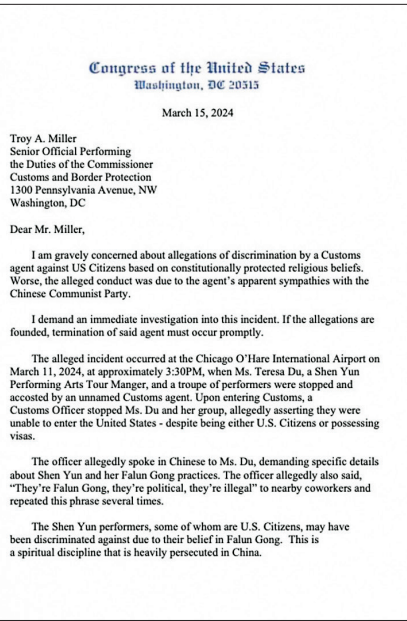 Congress of the United States
Washington, DC 20515
March 15, 2024
Troy A. Miller
Senior Official Performing
the Duties of the Commissioner
Customs and Border Protection
1300 Pennsylvania Avenue, NW
Washington, DC
Dear Mr. Miller,
I am gravely concerned about allegations of discrimination by a Customs
agent against US Citizens based on constitutionally protected religious beliefs.
Worse, the alleged conduct was due to the agent's apparent sympathies with the
Chinese Communist Party.
I demand an immediate investigation into this incident. If the allegations are
founded, termination of said agent must occur promptly.
The alleged incident occurred at the Chicago O'Hare International Airport on
March 11, 2024, at approximately 3:30PM, when Ms. Teresa Du, a Shen Yun
Performing Arts Tour Manger, and a troupe of performers were stopped and
accosted by an unnamed Customs agent. Upon entering Customs, a
Customs Officer stopped Ms. Du and her group, allegedly asserting they were
unable to enter the United States - despite being either U.S. Citizens or possessing
visas.
The officer allegedly spoke in Chinese to Ms. Du, demanding specific details
about Shen Yun and her Falun Gong practices. The officer allegedly also said,
"They're Falun Gong, they're political, they're illegal" to nearby coworkers and
repeated this phrase several times.
The Shen Yun performers, some of whom are U.S. Citizens, may have
been discriminated against due to their belief in Falun Gong. This is
a spiritual discipline that is heavily persecuted in China.